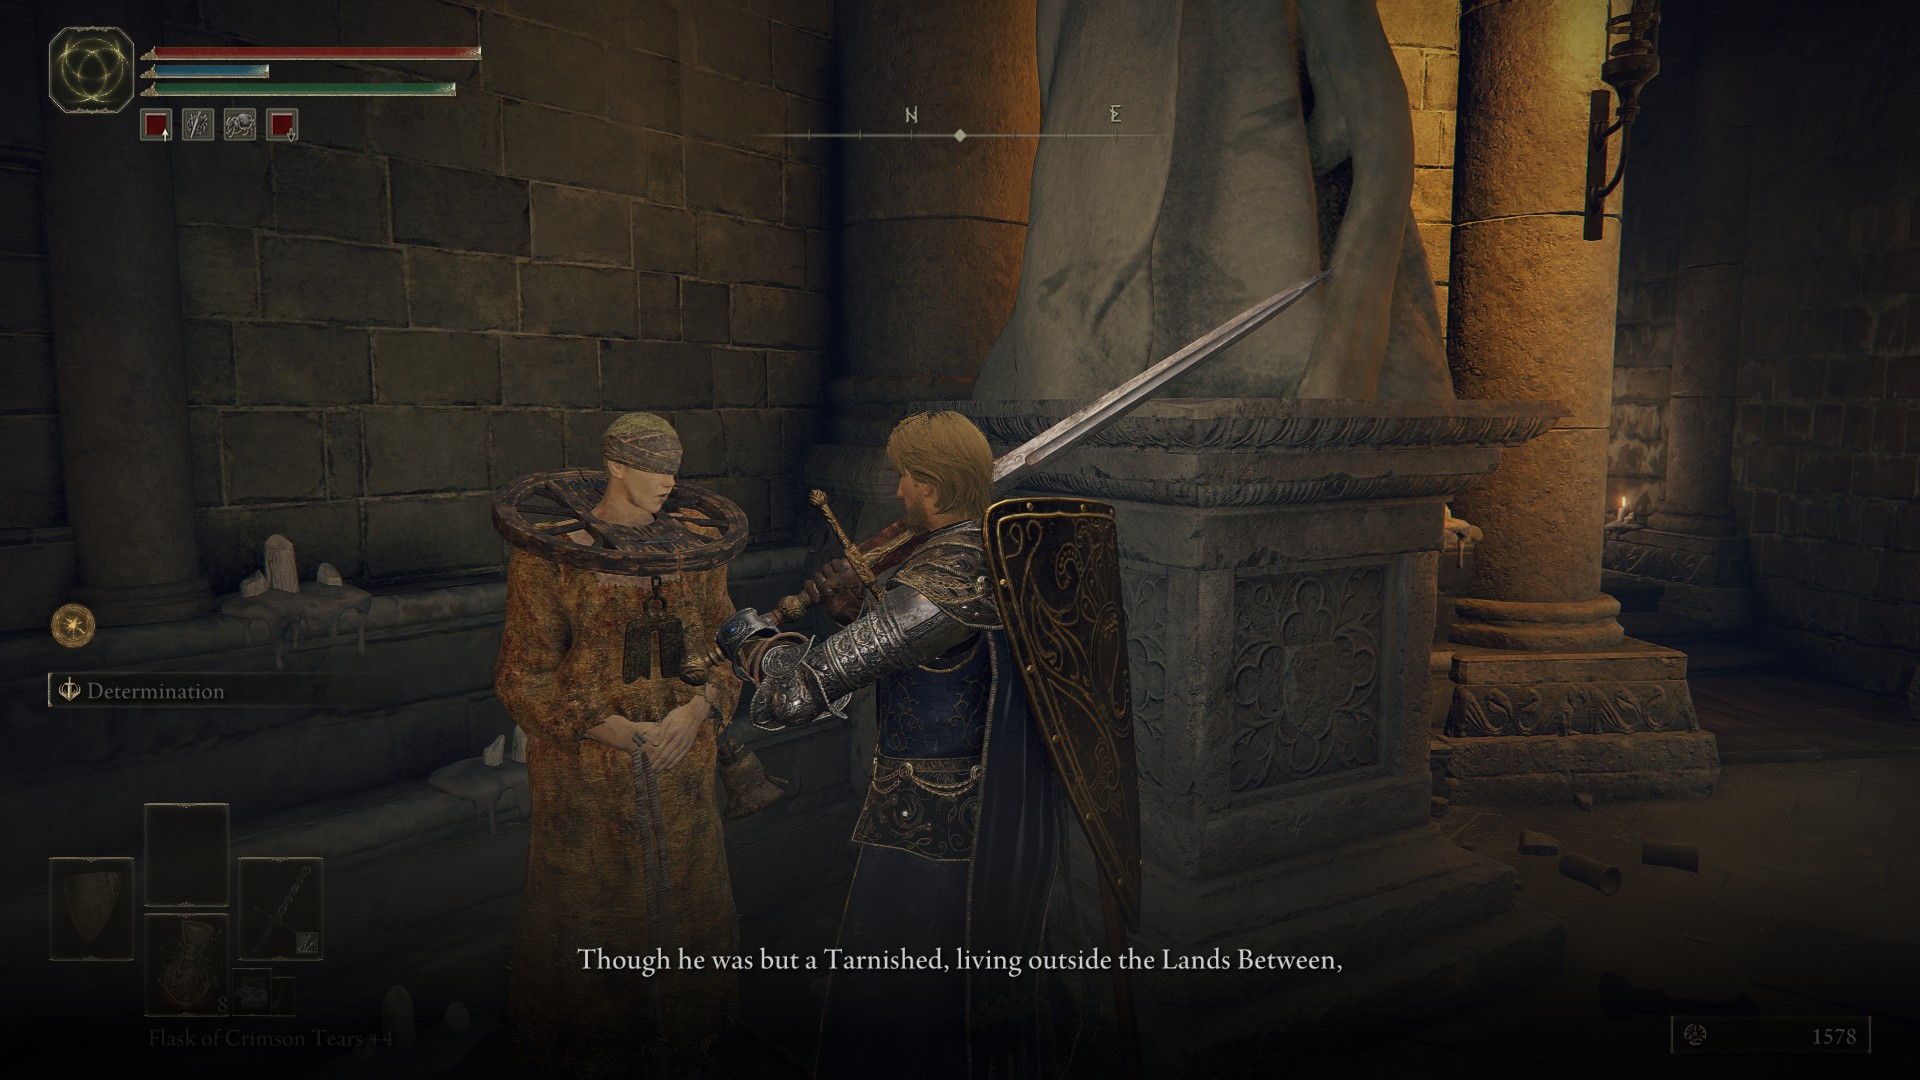 N E
Determination
Though he was but a Tarnished, living outside the Lands Between,
8
Flask of Crimson Tears +4
1578